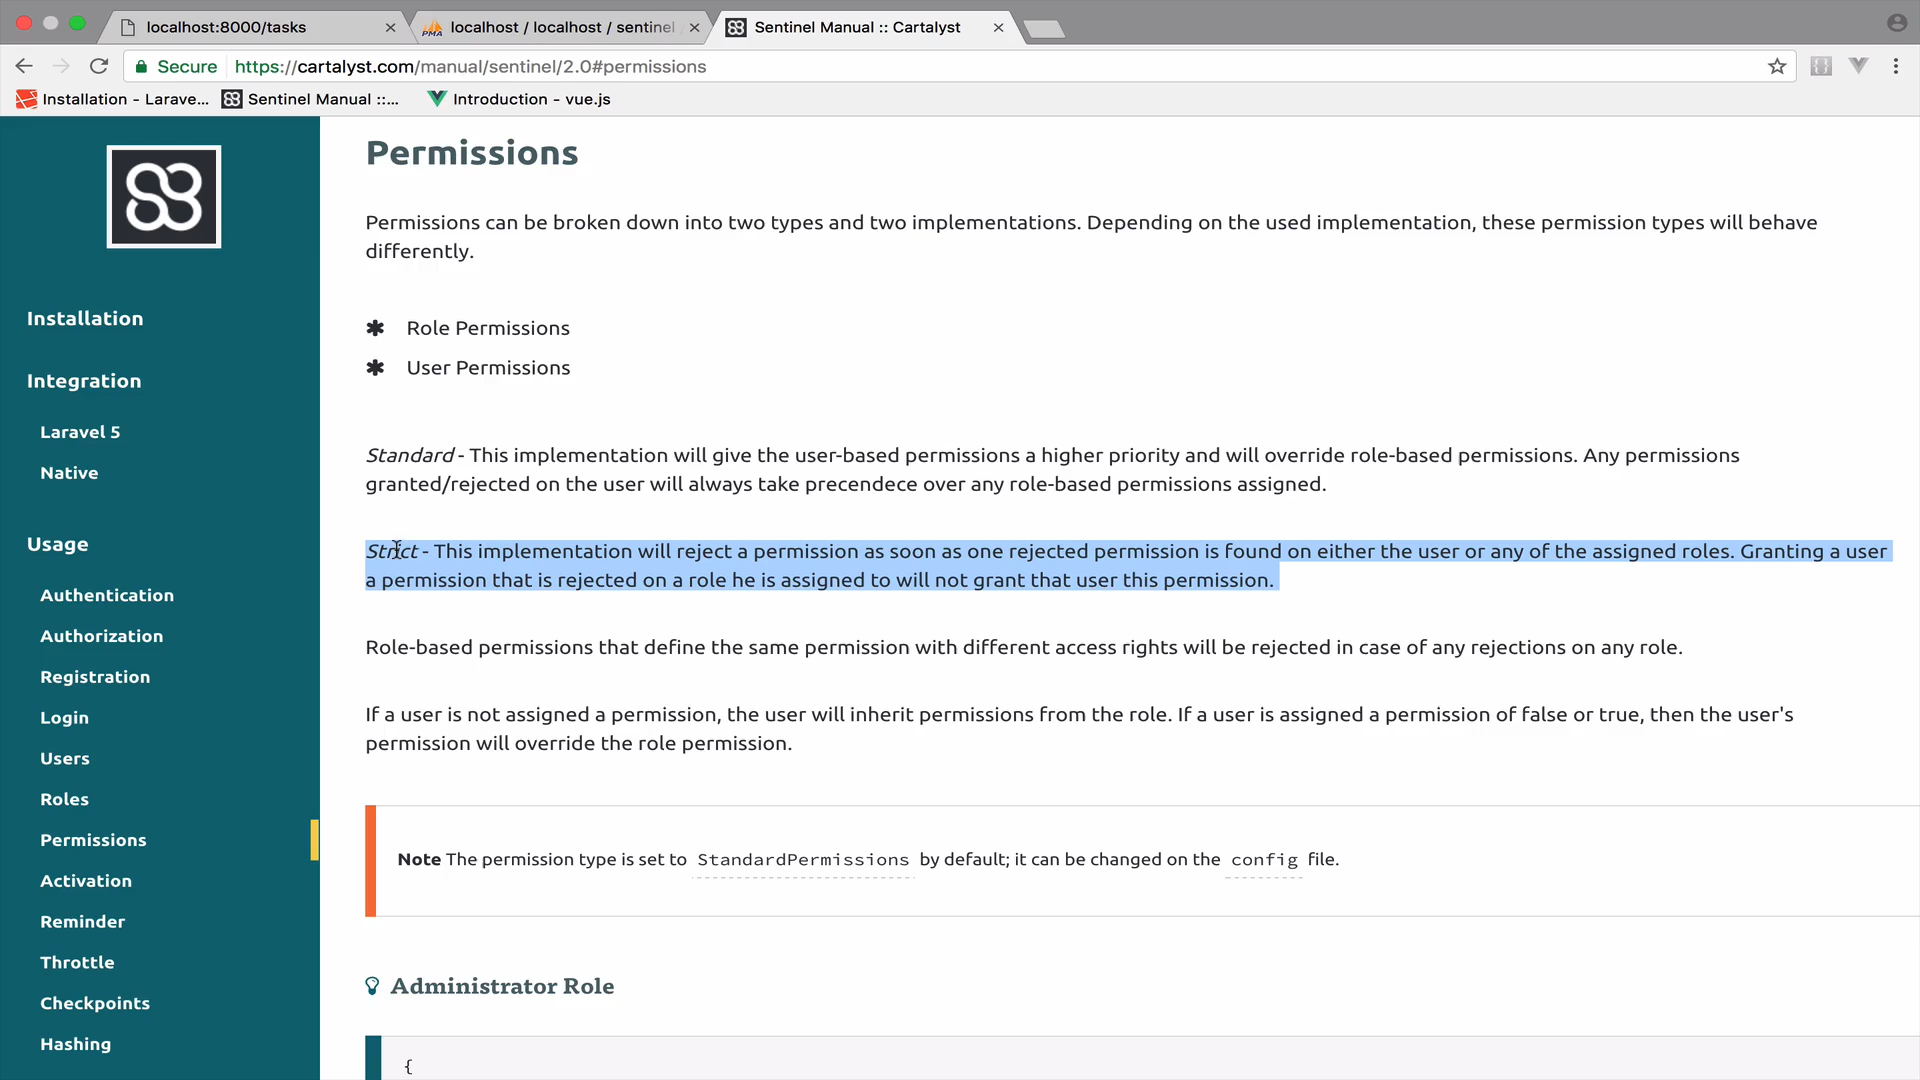 localhost:8000/tasks
localhost / localhost / sentinel
Sentinel Manual :: Cartalyst
Secure
https://cartalyst.com/manual/sentinel/2.0#permissions
Installation - Larave...
Sentinel Manual ::...
Introduction - vue.js
Installation
Integration
Laravel 5
Native
Usage
Authentication
Authorization
Registration
Login
Users
Roles
Permissions
Activation
Reminder
Throttle
Checkpoints
Hashing
Permissions
Permissions can be broken down into two types and two implementations. Depending on the used implementation, these permission types will behave
differently.
✱ Role Permissions
✱ User Permissions
Standard - This implementation will give the user-based permissions a higher priority and will override role-based permissions. Any permissions
granted/rejected on the user will always take precendece over any role-based permissions assigned.
Strict - This implementation will reject a permission as soon as one rejected permission is found on either the user or any of the assigned roles. Granting a user
a permission that is rejected on a role he is assigned to will not grant that user this permission.
Role-based permissions that define the same permission with different access rights will be rejected in case of any rejections on any role.
If a user is not assigned a permission, the user will inherit permissions from the role. If a user is assigned a permission of false or true, then the user's
permission will override the role permission.
Note The permission type is set to StandardPermissions by default; it can be changed on the config file.
Administrator Role
{